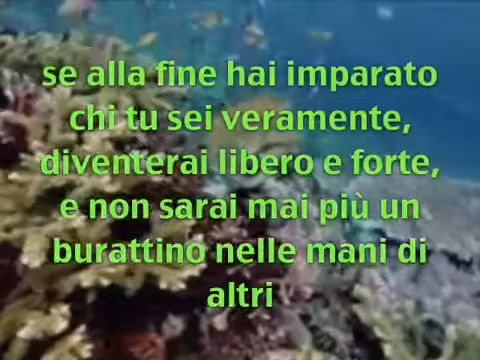 se alla fine hai imparato
chi tu sei veramente,
diventerai libero e forte,
e non sarai mai più un
burattino nelle mani di
altri